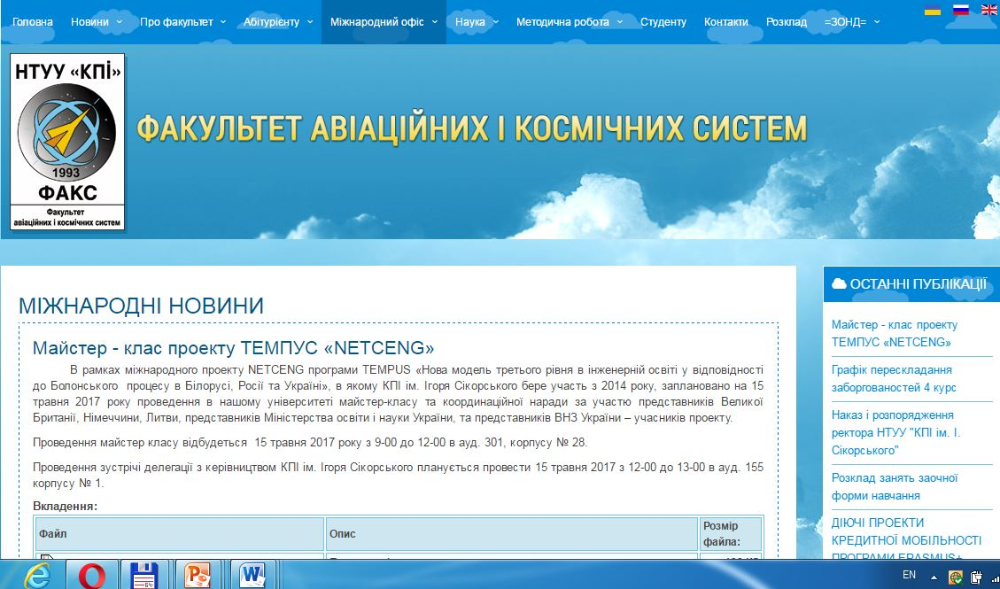 Головна Новини Про факультет Абітурієнту Міжнародний офіс Наука Методична робота Студенту Контакти Розклад =ЗОНД=
НТУУ «КПІ»
1993
ФАКС
Факультет
авіаційних і космічних систем
ФАКУЛЬТЕТ АВІАЦІЙНИХ І КОСМІЧНИХ СИСТЕМ
МІЖНАРОДНІ НОВИНИ
Майстер - клас проекту ТЕМПУС «NETCENG»
В рамках міжнародного проекту NETCENG програми TEMPUS «Нова модель третього рівня в інженерній освіті у відповідності
до Болонського процесу в Білорусі, Росії та Україні», в якому КПІ ім. Ігоря Сікорського бере участь з 2014 року, заплановано на 15
травня 2017 року проведення в нашому університеті майстер-класу та координаційної наради за участю представників Великої
Британії, Німеччини, Литви, представників Міністерства освіти і науки України, та представників ВНЗ України – учасників проекту.
Проведення майстер класу відбудеться 15 травня 2017 року з 9-00 до 12-00 в ауд. 301, корпусу № 28.
Проведення зустрічі делегації з керівництвом КПІ ім. Ігоря Сікорського планується провести 15 травня 2017 з 12-00 до 13-00 в ауд. 155
корпусу № 1.
Вкладення:
Файл Опис Розмір
файла:
ОСТАННІ ПУБЛІКАЦІЇ
Майстер - клас проекту
ТЕМПУС «NETCENG»
Графік перескладання
заборгованостей 4 курс
Наказ і розпорядження
ректора НТУУ "КПІ ім. І.
Сікорського"
Розклад занять заочної
форми навчання
ДІЮЧІ ПРОЕКТИ
КРЕДИТНОЇ МОБІЛЬНОСТІ
ПРОГРАМИ ERASMUS+
EN